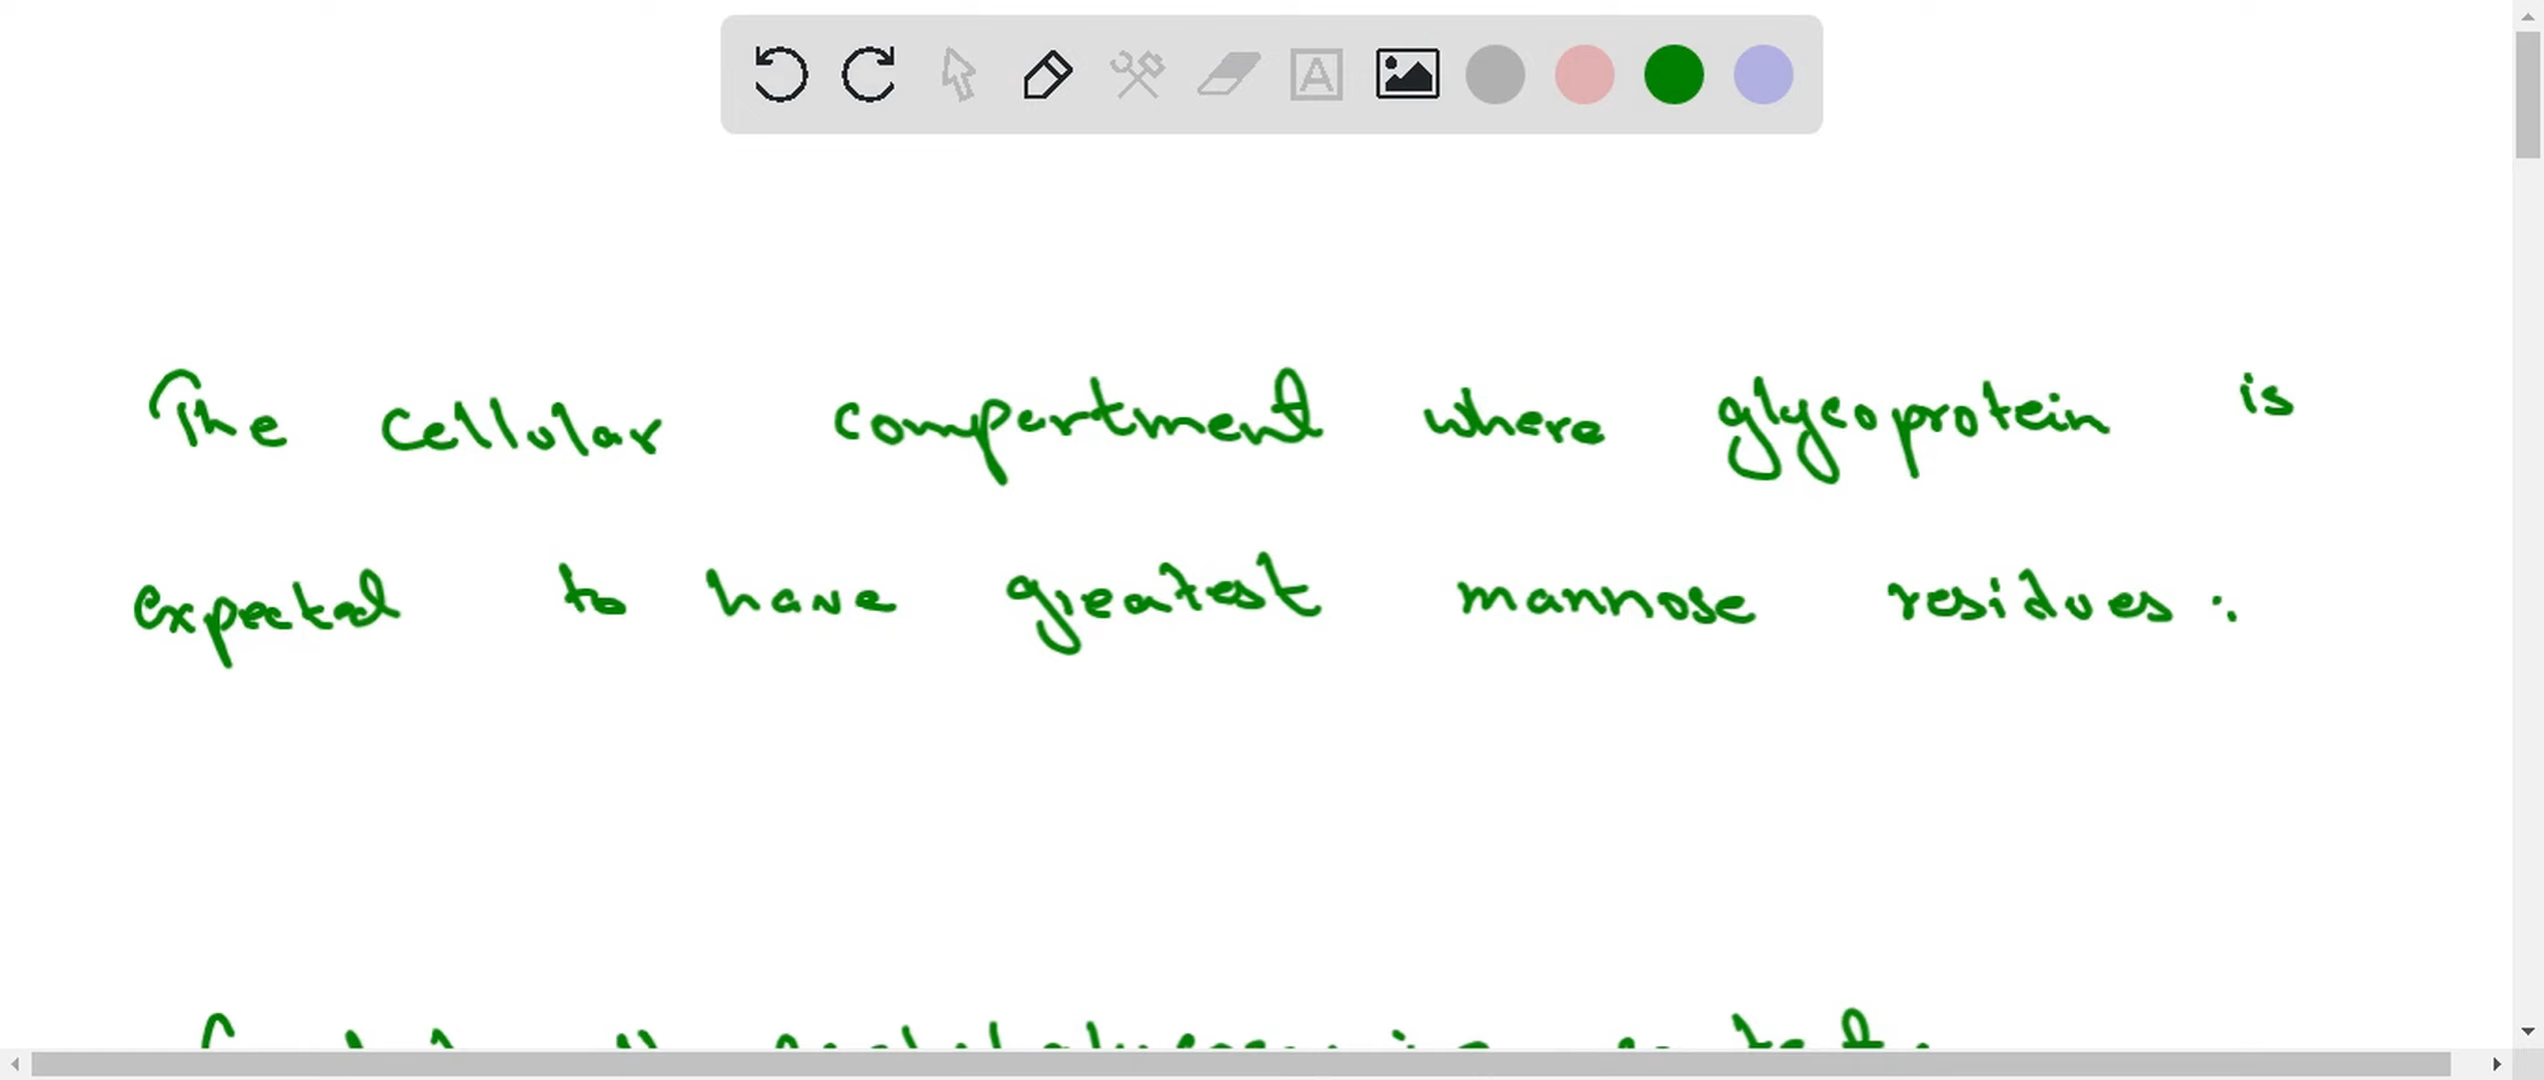 The cellular compartment where glycoprotein is
expected to have greatest mannose residues :